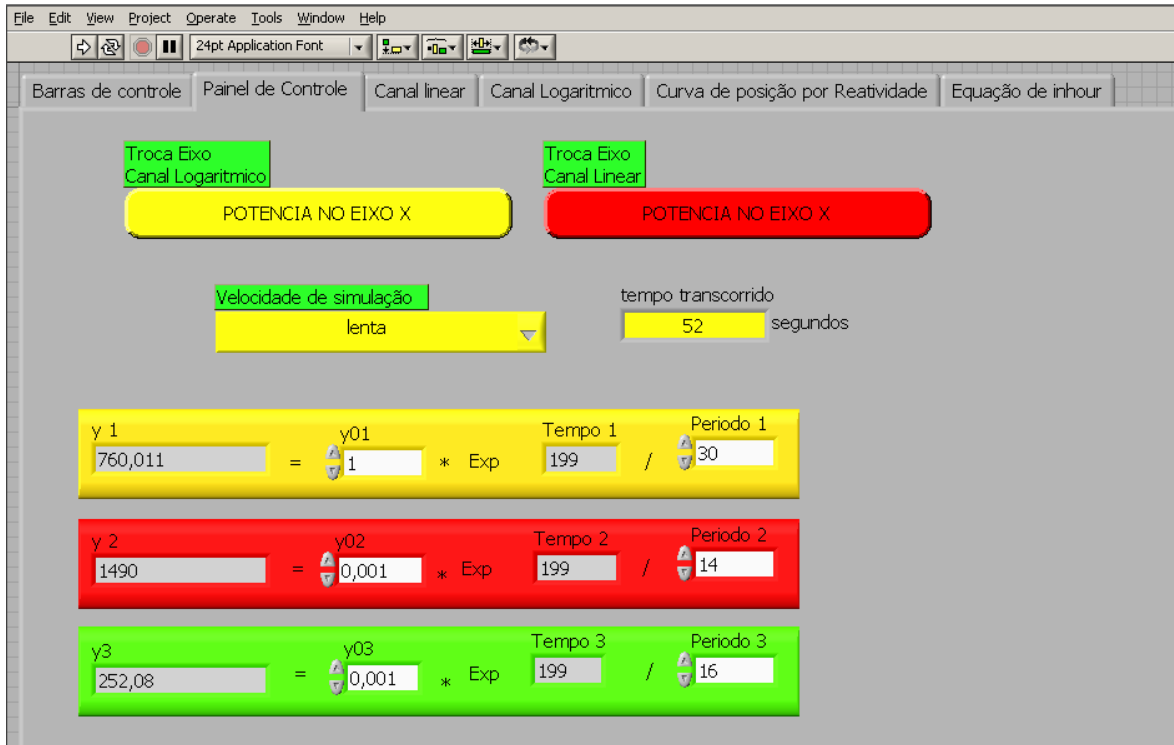 File Edit View Project Operate Tools Window Help
24pt Application Font
Barras de controle Painel de Controle Canal linear Canal Logaritmico Curva de posição por Reatividade Equação de inhour
Troca Eixo
Canal Logaritmico
Troca Eixo
Canal Linear
POTENCIA NO EIXO X
POTENCIA NO EIXO X
Velocidade de simulação
lenta
tempo transcorrido
52 segundos
y 1 y01 Tempo 1 Periodo 1
760,011 = 1 * Exp 199 / 30
y 2 y02 Tempo 2 Periodo 2
1490 = 0,001 * Exp 199 / 14
y3 y03 Tempo 3 Periodo 3
252,08 = 0,001 * Exp 199 / 16